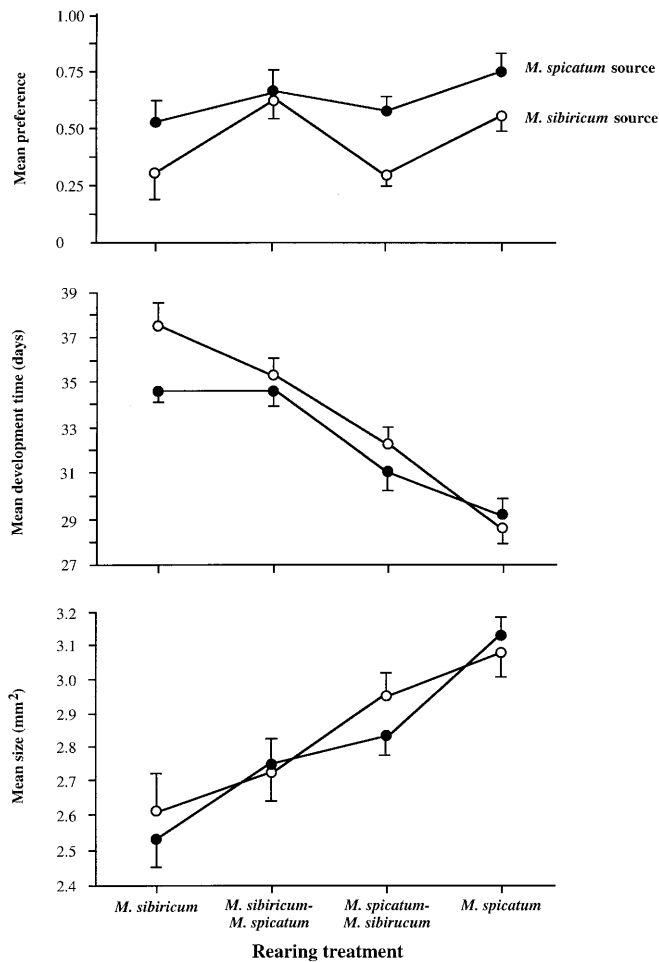 1.00
0.75
0.50
0.25
0
Mean preference
M. spicatum source
M. sibiricum source
39
37
35
33
31
29
27
Mean development time (days)
3.2
3.1
3.0
2.9
2.8
2.7
2.6
2.5
2.4
Mean size (mm2)
M. sibiricum
M. sibiricum-
M. spicatum
M. spicatum-
M. sibirucum
M. spicatum
Rearing treatment